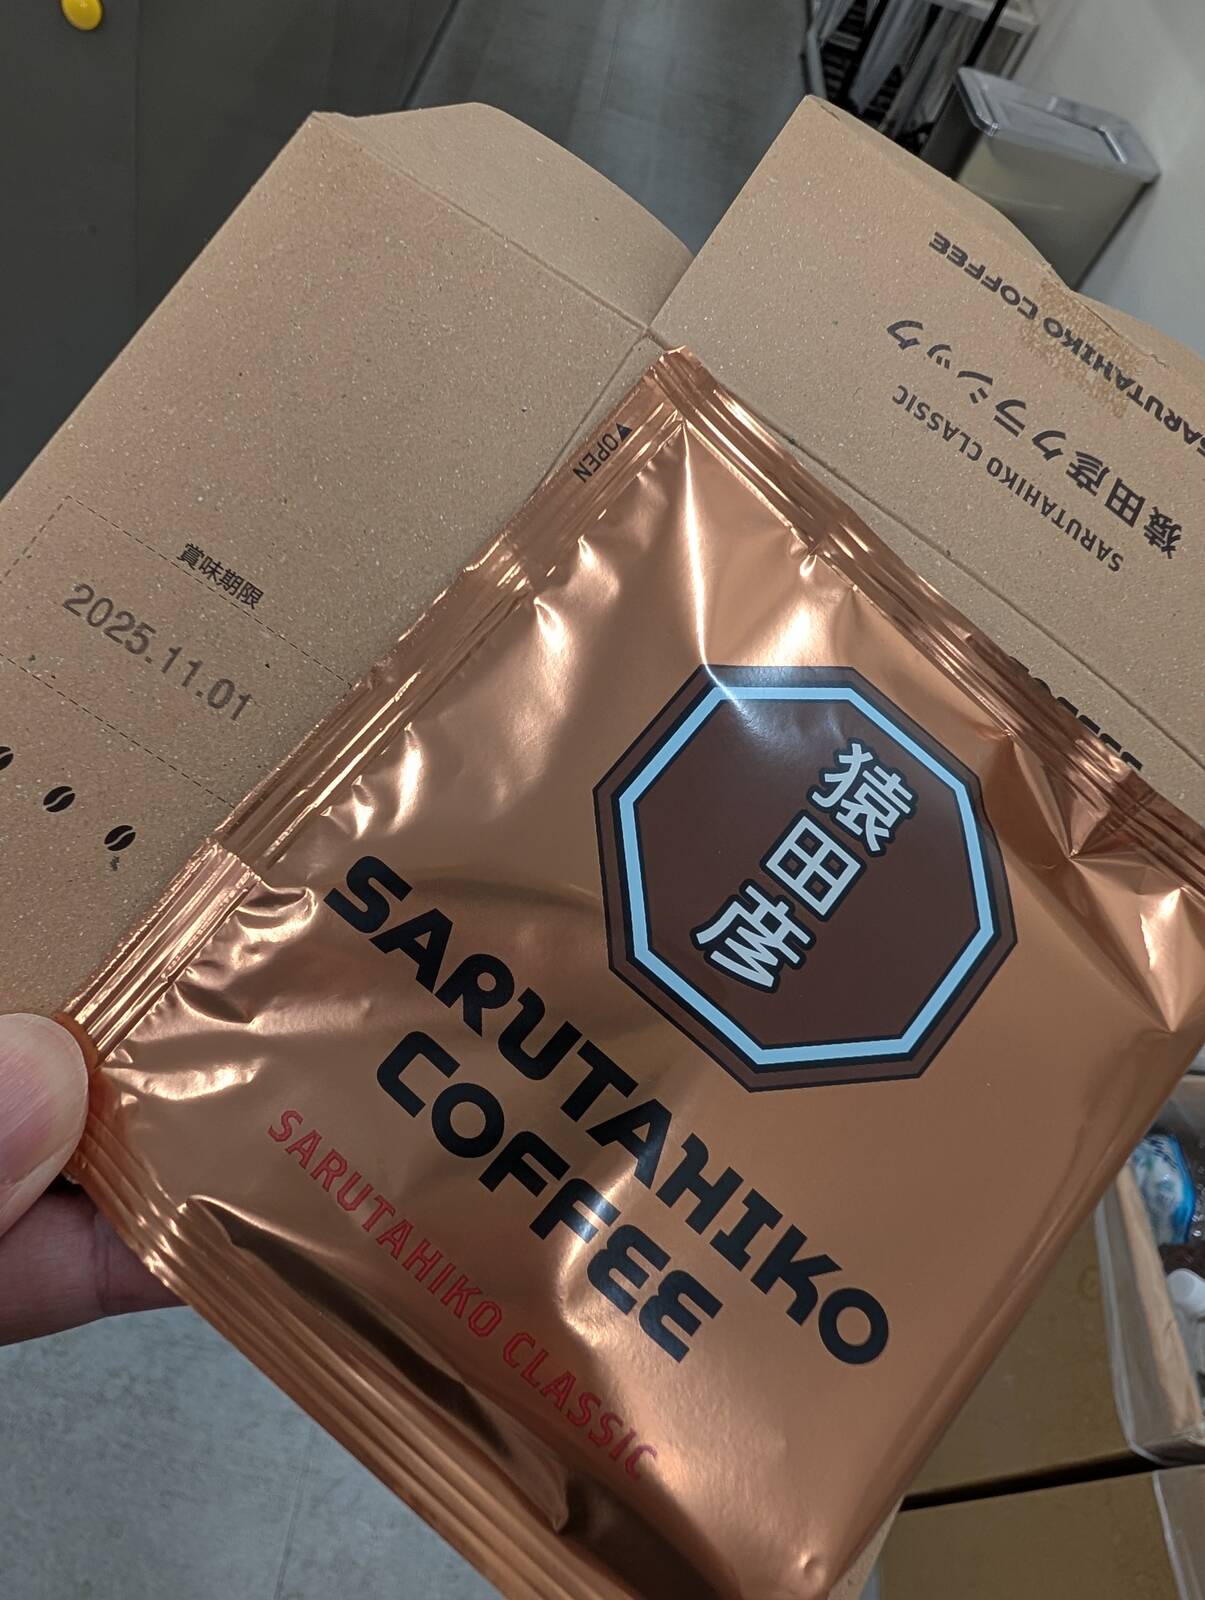 SARUTAHIKO COFFEE
猿田彦クラシック
SARUTAHIKO CLASSIC
賞味期限
2025.11.01
▼OPEN
猿田彦
SARUTAHIKO
COFFEE
SARUTAHIKO CLASSIC